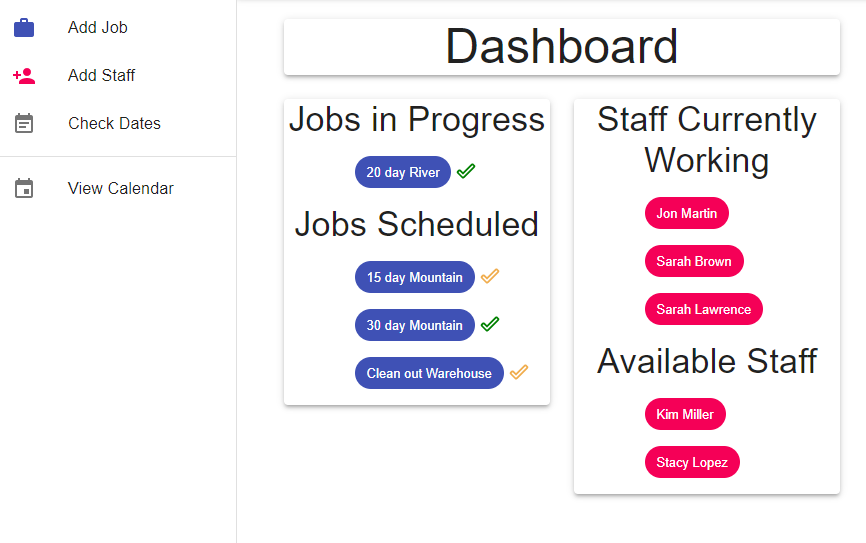 Add Job
Add Staff
Check Dates
View Calendar
Dashboard
Jobs in Progress
20 day River
Jobs Scheduled
15 day Mountain
30 day Mountain
Clean out Warehouse
Staff Currently
Working
Jon Martin
Sarah Brown
Sarah Lawrence
Available Staff
Kim Miller
Stacy Lopez